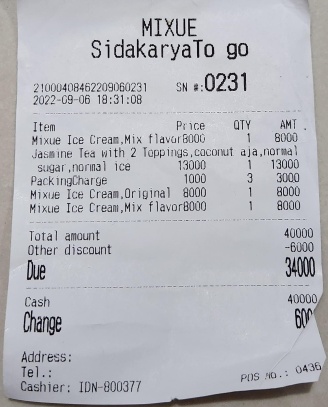 MIXUE
SidakaryaTo go
21000408462209060231 SN #:0231
2022-09-06 18:31:08
Item Price QTY AMT
Mixue Ice Cream,Mix flavor8000 1 8000
Jasmine Tea with 2 Toppings,coconut aja,normal
sugar,normal ice 13000 1 13000
PackingCharge 1000 3 3000
Mixue Ice Cream,Original 8000 1 8000
Mixue Ice Cream,Mix flavor8000 1 8000
Total amount 40000
Other discount -6000
Due 34000
Cash 40000
Change 600
Address:
Tel.:
Cashier: IDN-800377 POS No.: 0436